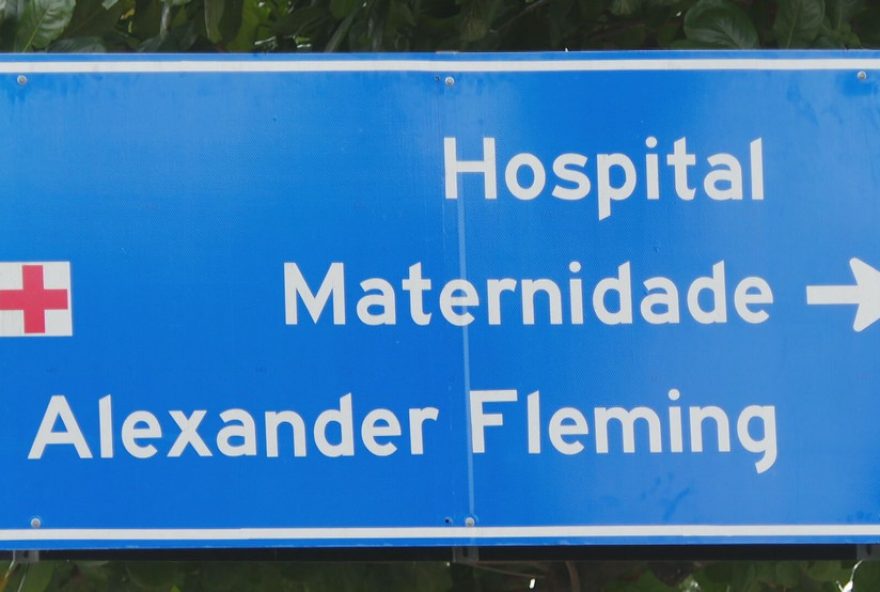 Hospital
Maternidade
Alexander Fleming